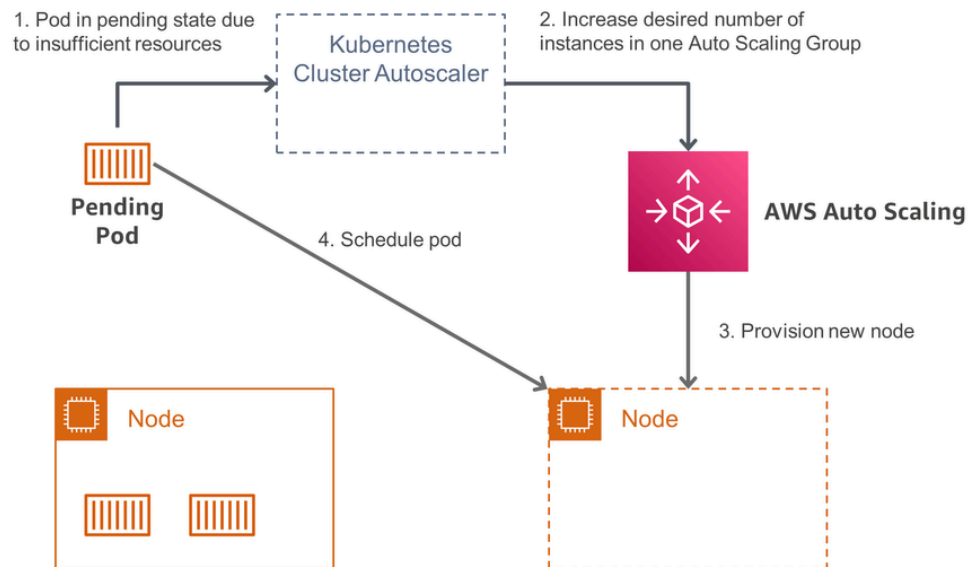 1. Pod in pending state due
to insufficient resources
Kubernetes
Cluster Autoscaler
2. Increase desired number of
instances in one Auto Scaling Group
Pending
Pod
AWS Auto Scaling
4. Schedule pod
3. Provision new node
Node
Node